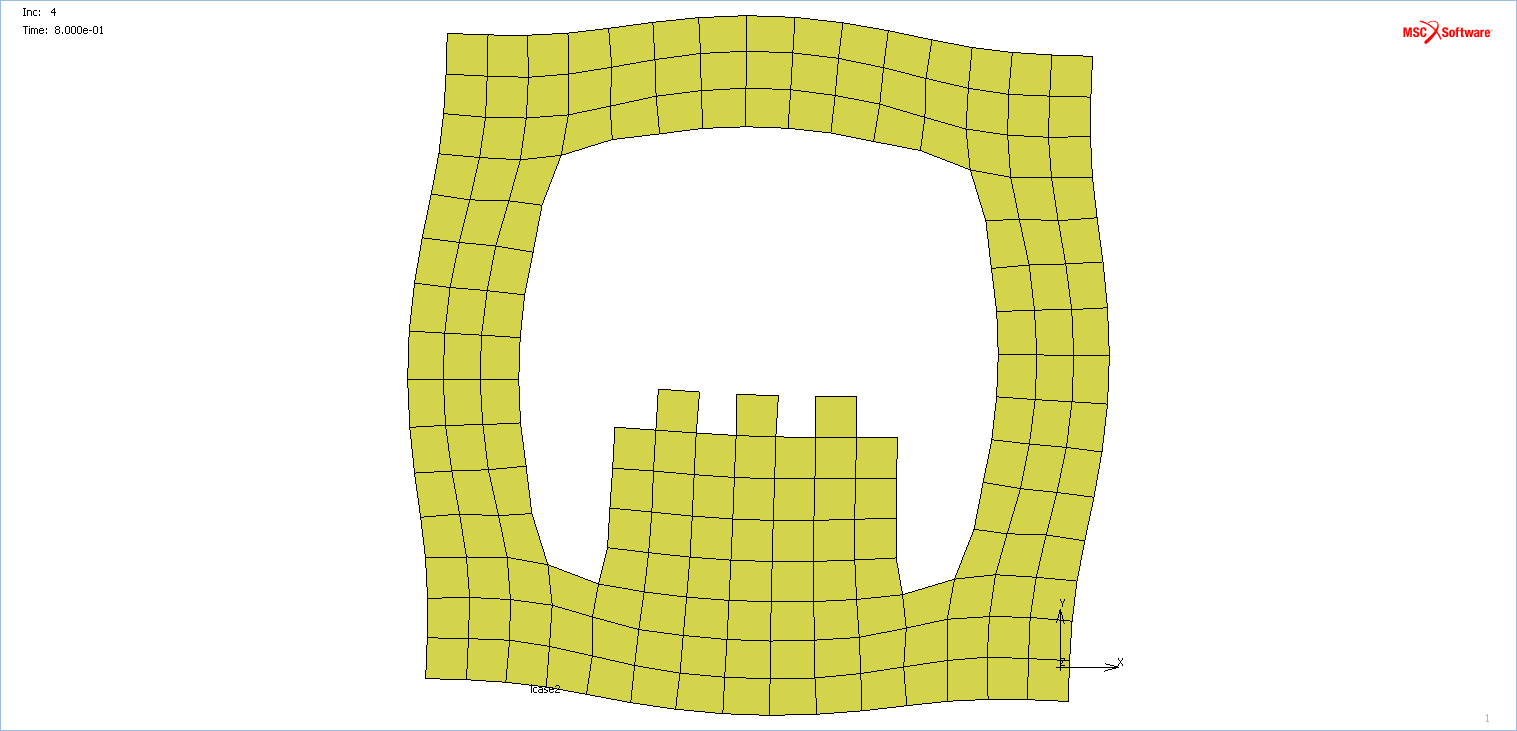 Inc: 4
Time: 8.000e-01
MSC Software
Y
Z
X
lcase2
1